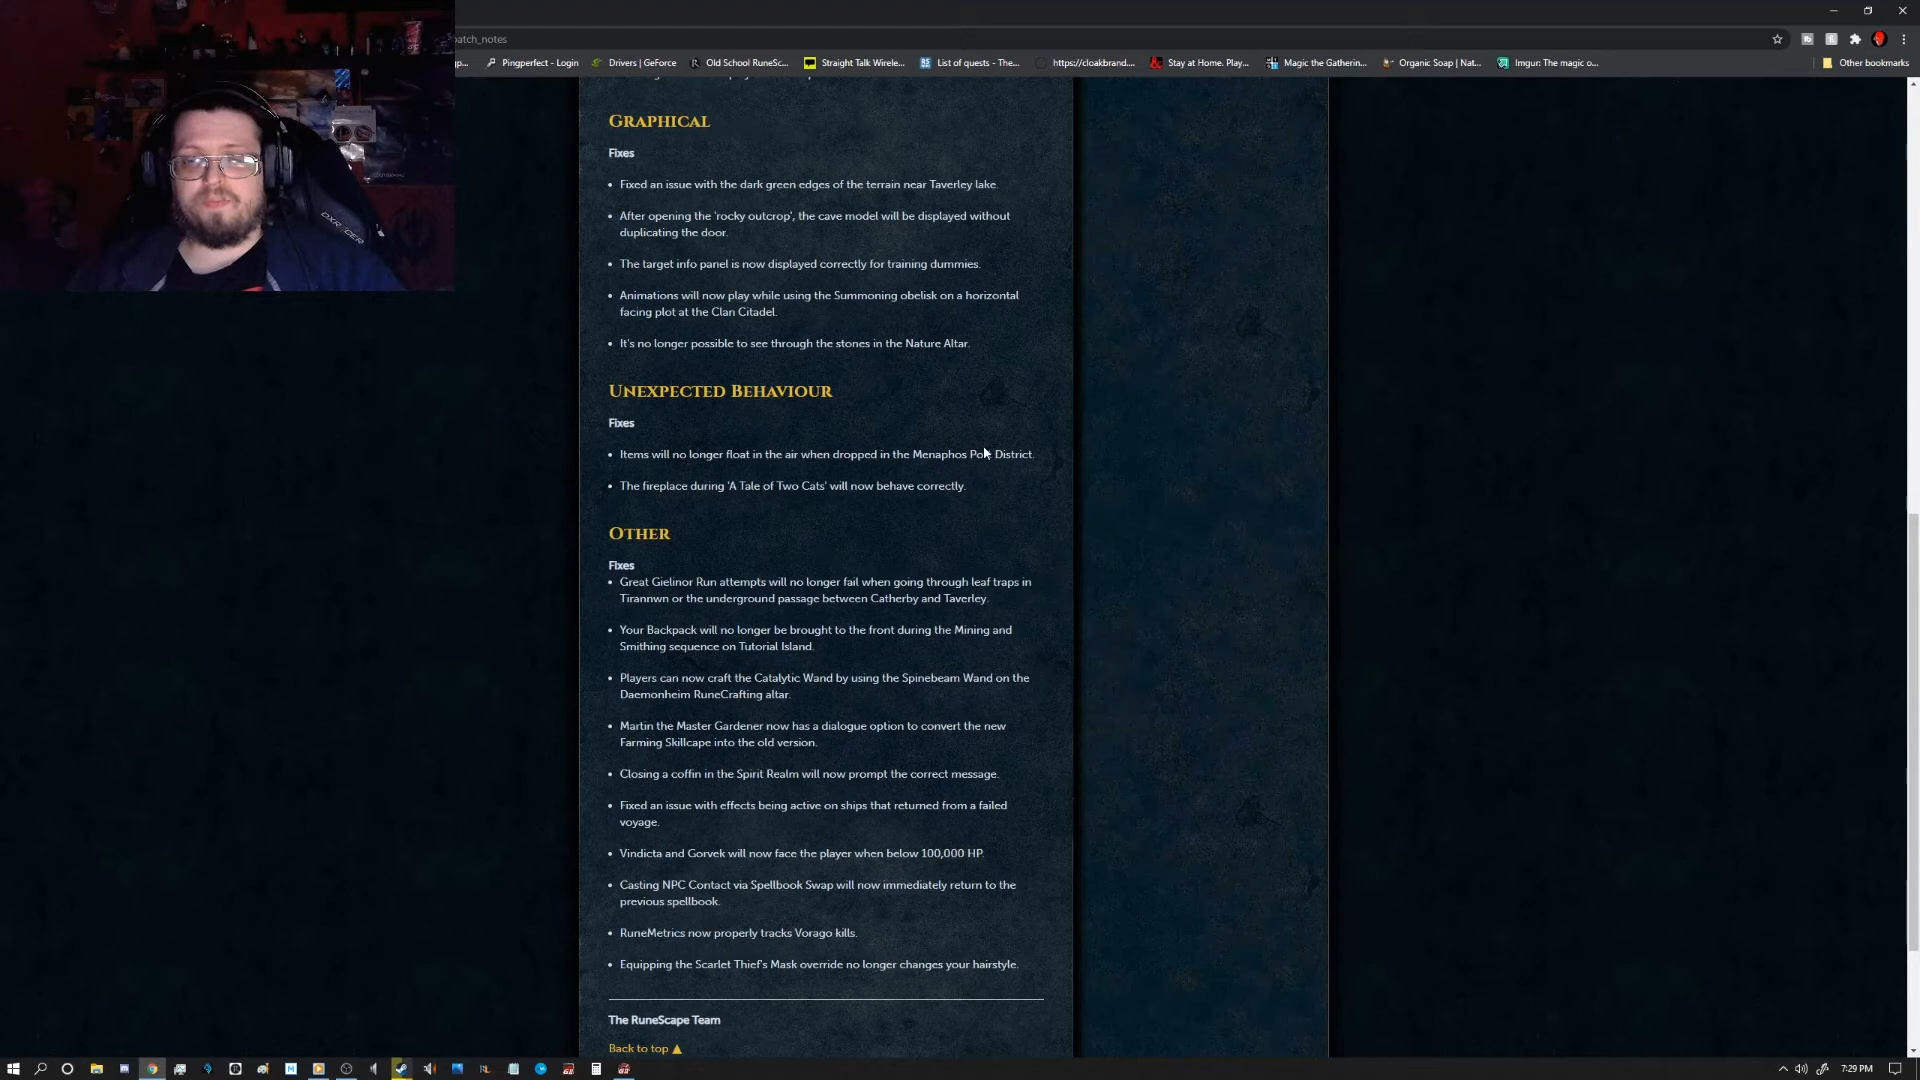 atch_notes
p...
Pingperfect - Login
Drivers | GeForce
Old School RuneSc...
Straight Talk Wirele...
List of quests - The...
https://cloakbrand....
Stay at Home. Play...
Magic the Gatherin...
Organic Soap | Nat...
Imgur: The magic o...
Other bookmarks
GRAPHICAL
Fixes
• Fixed an issue with the dark green edges of the terrain near Taverley lake.
• After opening the 'rocky outcrop', the cave model will be displayed without
duplicating the door.
• The target info panel is now displayed correctly for training dummies.
• Animations will now play while using the Summoning obelisk on a horizontal
facing plot at the Clan Citadel.
• It's no longer possible to see through the stones in the Nature Altar.
UNEXPECTED BEHAVIOUR
Fixes
• Items will no longer float in the air when dropped in the Menaphos Port District.
• The fireplace during 'A Tale of Two Cats' will now behave correctly.
OTHER
Fixes
• Great Gielinor Run attempts will no longer fail when going through leaf traps in
Tirannwn or the underground passage between Catherby and Taverley.
• Your Backpack will no longer be brought to the front during the Mining and
Smithing sequence on Tutorial Island.
• Players can now craft the Catalytic Wand by using the Spinebeam Wand on the
Daemonheim RuneCrafting altar.
• Martin the Master Gardener now has a dialogue option to convert the new
Farming Skillcape into the old version.
• Closing a coffin in the Spirit Realm will now prompt the correct message.
• Fixed an issue with effects being active on ships that returned from a failed
voyage.
• Vindicta and Gorvek will now face the player when below 100,000 HP.
• Casting NPC Contact via Spellbook Swap will now immediately return to the
previous spellbook.
• RuneMetrics now properly tracks Vorago kills.
• Equipping the Scarlet Thief's Mask override no longer changes your hairstyle.
The RuneScape Team
Back to top ▲
DXRACER
7:29 PM